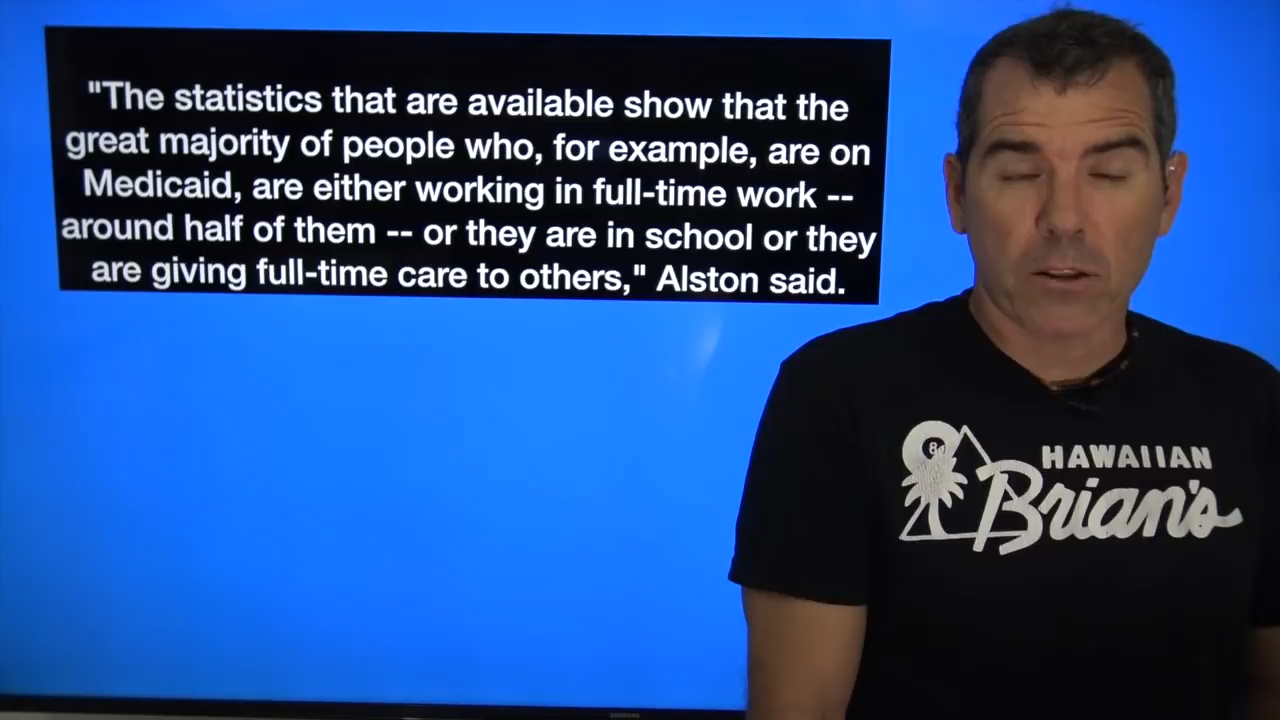 "The statistics that are available show that the
great majority of people who, for example, are on
Medicaid, are either working in full-time work --
around half of them -- or they are in school or they
are giving full-time care to others," Alston said.
8
HAWAIIAN
Brian's
SAMSUNG